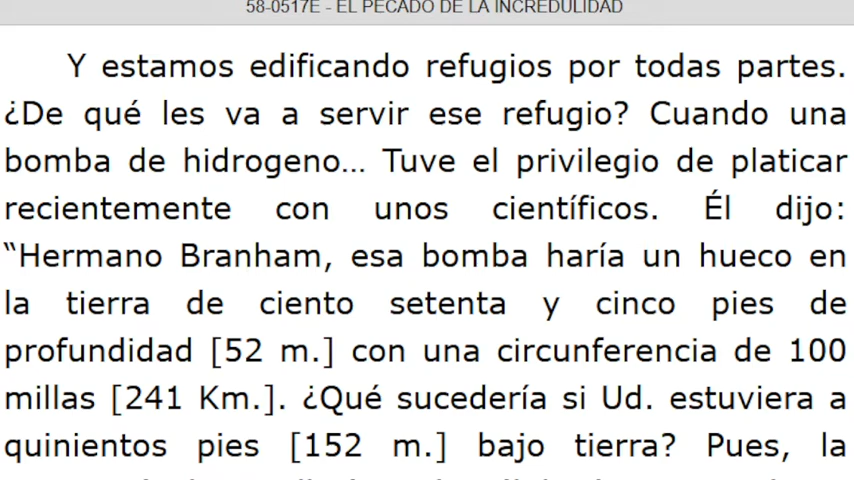 58-0517E - EL PECADO DE LA INCREDULIDAD
Y estamos edificando refugios por todas partes.
¿De qué les va a servir ese refugio? Cuando una
bomba de hidrogeno… Tuve el privilegio de platicar
recientemente con unos científicos. Él dijo:
“Hermano Branham, esa bomba haría un hueco en
la tierra de ciento setenta y cinco pies de
profundidad [52 m.] con una circunferencia de 100
millas [241 Km.]. ¿Qué sucedería si Ud. estuviera a
quinientos pies [152 m.] bajo tierra? Pues, la